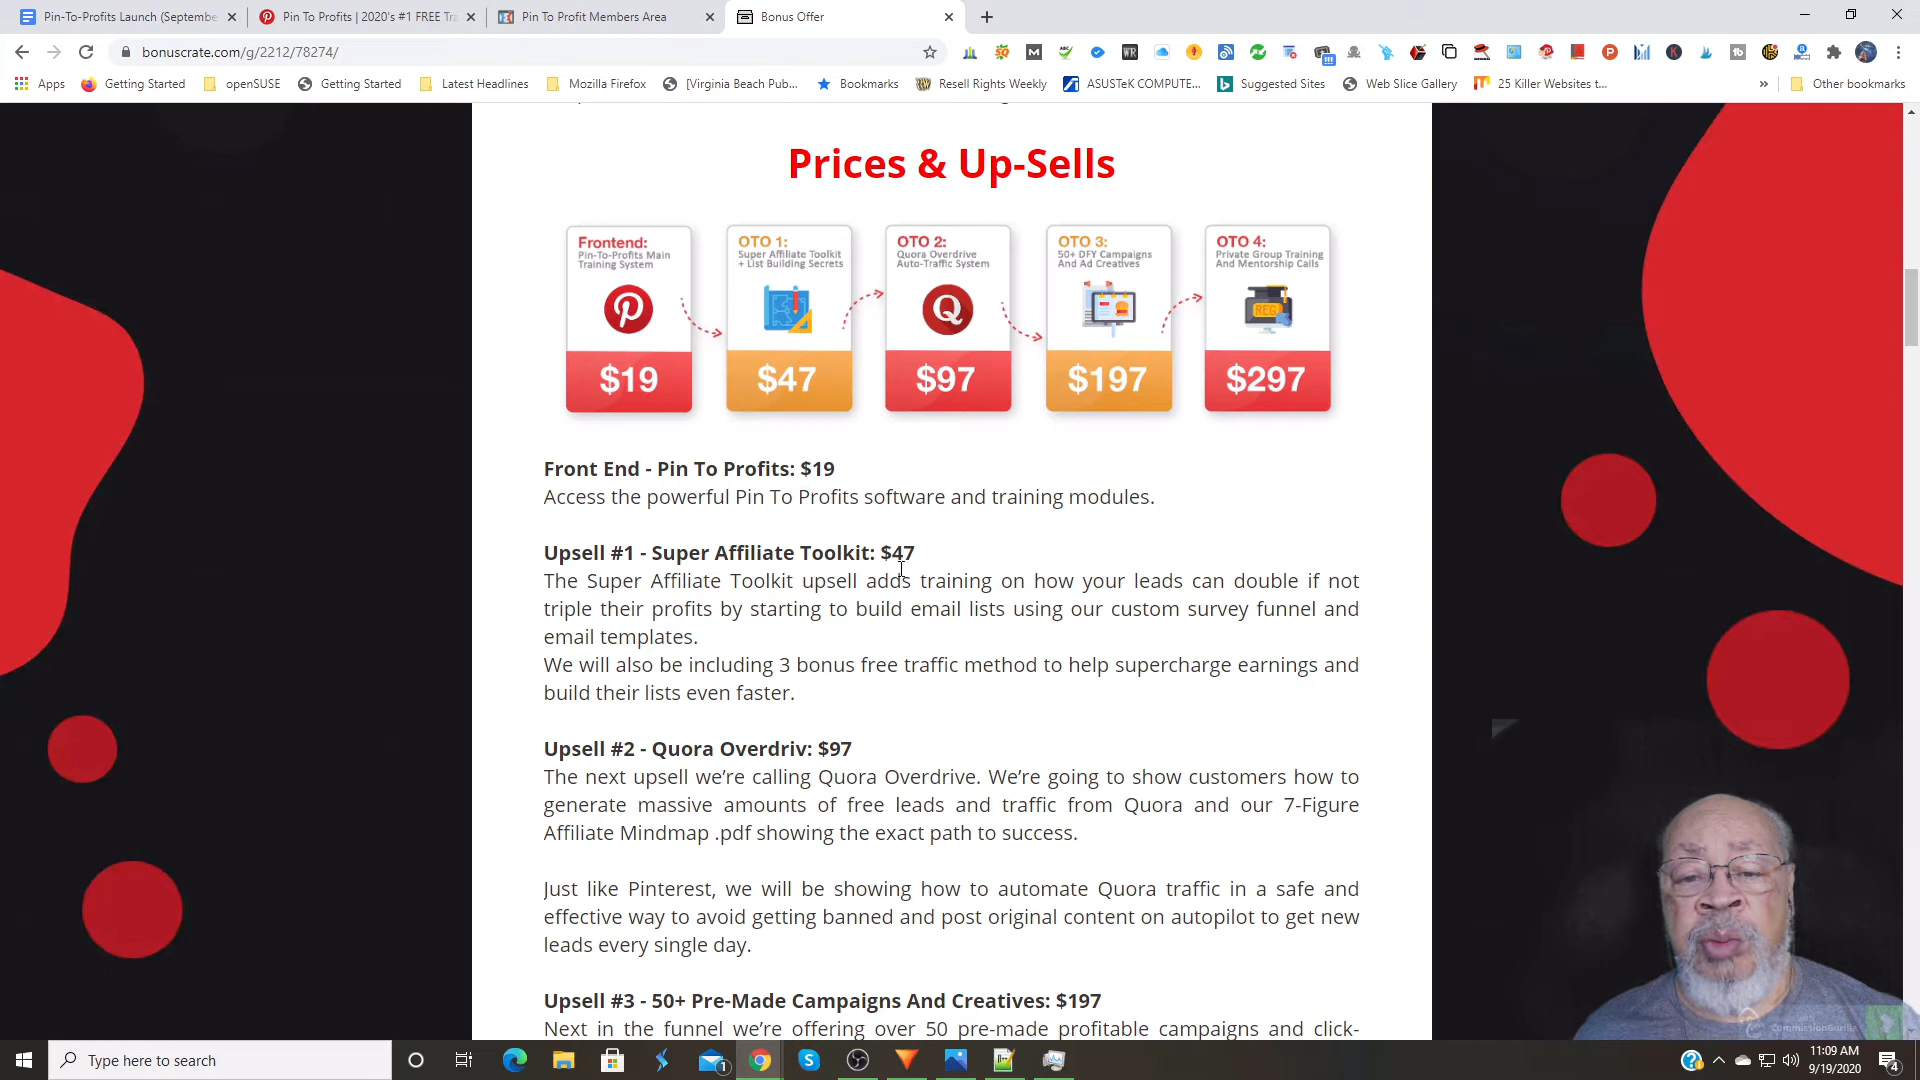 Pin-To-Profits Launch (Septembe
Pin To Profits | 2020's #1 FREE Tra
Pin To Profit Members Area
Bonus Offer
bonuscrate.com/g/2212/78274/
Apps
Getting Started
openSUSE
Getting Started
Latest Headlines
Mozilla Firefox
[Virginia Beach Pub...
Bookmarks
Resell Rights Weekly
ASUSTeK COMPUTE...
Suggested Sites
Web Slice Gallery
25 Killer Websites t...
»
Other bookmarks
Prices & Up-Sells
Frontend:
Pin-To-Profits Main
Training System
$19
OTO 1:
Super Affiliate Toolkit
+ List Building Secrets
$47
OTO 2:
Quora Overdrive
Auto-Traffic System
Q
$97
OTO 3:
50+ DFY Campaigns
And Ad Creatives
$197
OTO 4:
Private Group Training
And Mentorship Calls
$297
Front End - Pin To Profits: $19
Access the powerful Pin To Profits software and training modules.
Upsell #1 - Super Affiliate Toolkit: $47
The Super Affiliate Toolkit upsell adds training on how your leads can double if not
triple their profits by starting to build email lists using our custom survey funnel and
email templates.
We will also be including 3 bonus free traffic method to help supercharge earnings and
build their lists even faster.
Upsell #2 - Quora Overdriv: $97
The next upsell we're calling Quora Overdrive. We're going to show customers how to
generate massive amounts of free leads and traffic from Quora and our 7-Figure
Affiliate Mindmap .pdf showing the exact path to success.
Just like Pinterest, we will be showing how to automate Quora traffic in a safe and
effective way to avoid getting banned and post original content on autopilot to get new
leads every single day.
Upsell #3 - 50+ Pre-Made Campaigns And Creatives: $197
Next in the funnel we're offering over 50 pre-made profitable campaigns and click-
CommissionGorilla
Type here to search
11:09 AM
9/19/2020